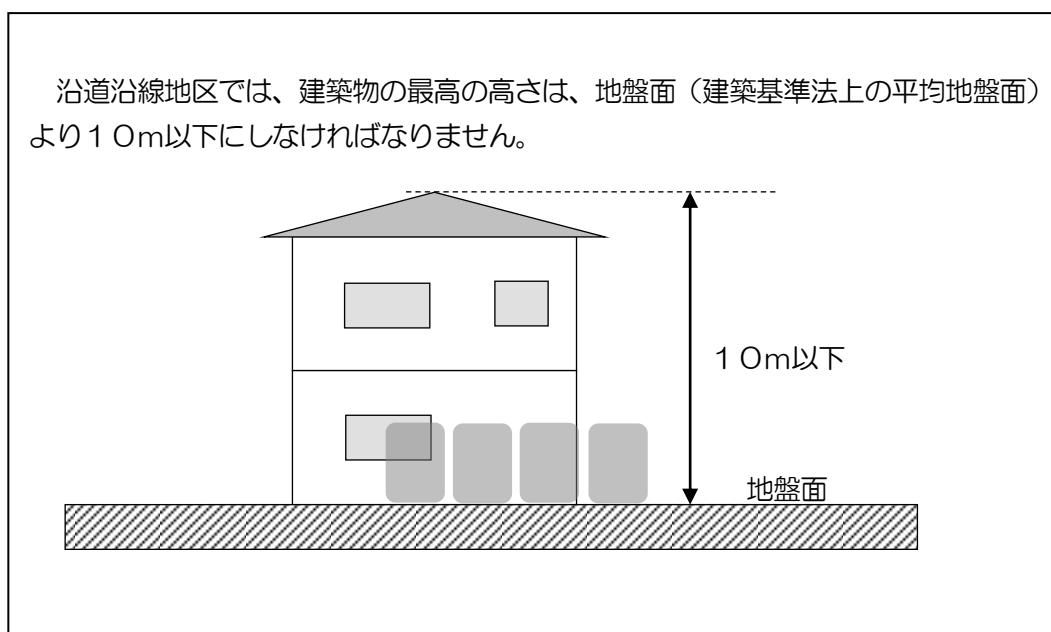 沿道沿線地区では、建築物の最高の高さは、地盤面（建築基準法上の平均地盤面）
より１０ｍ以下にしなければなりません。
１０ｍ以下
地盤面